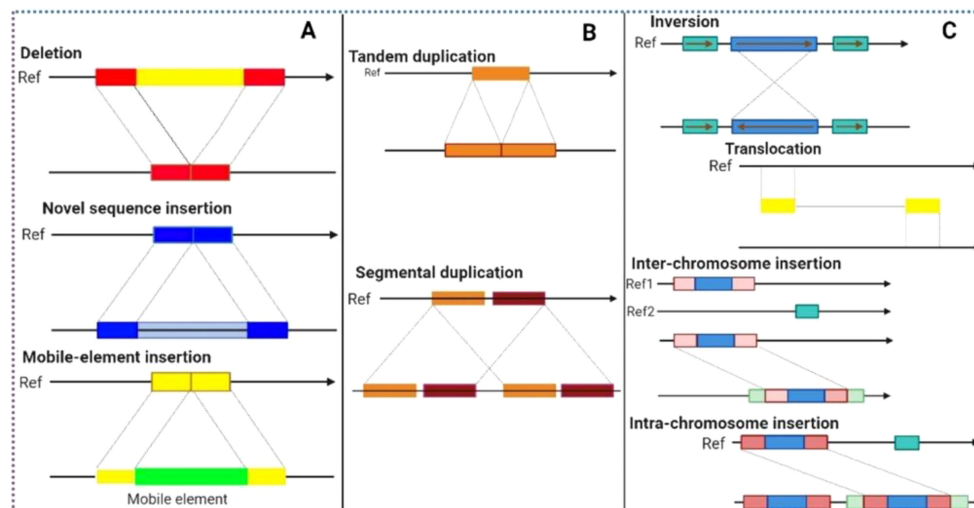 A
Deletion
Ref
Novel sequence insertion
Ref
Mobile-element insertion
Ref
Mobile element
B
Tandem duplication
Ref
Segmental duplication
Ref
C
Inversion
Ref
Translocation
Ref
Inter-chromosome insertion
Ref1
Ref2
Intra-chromosome insertion
Ref